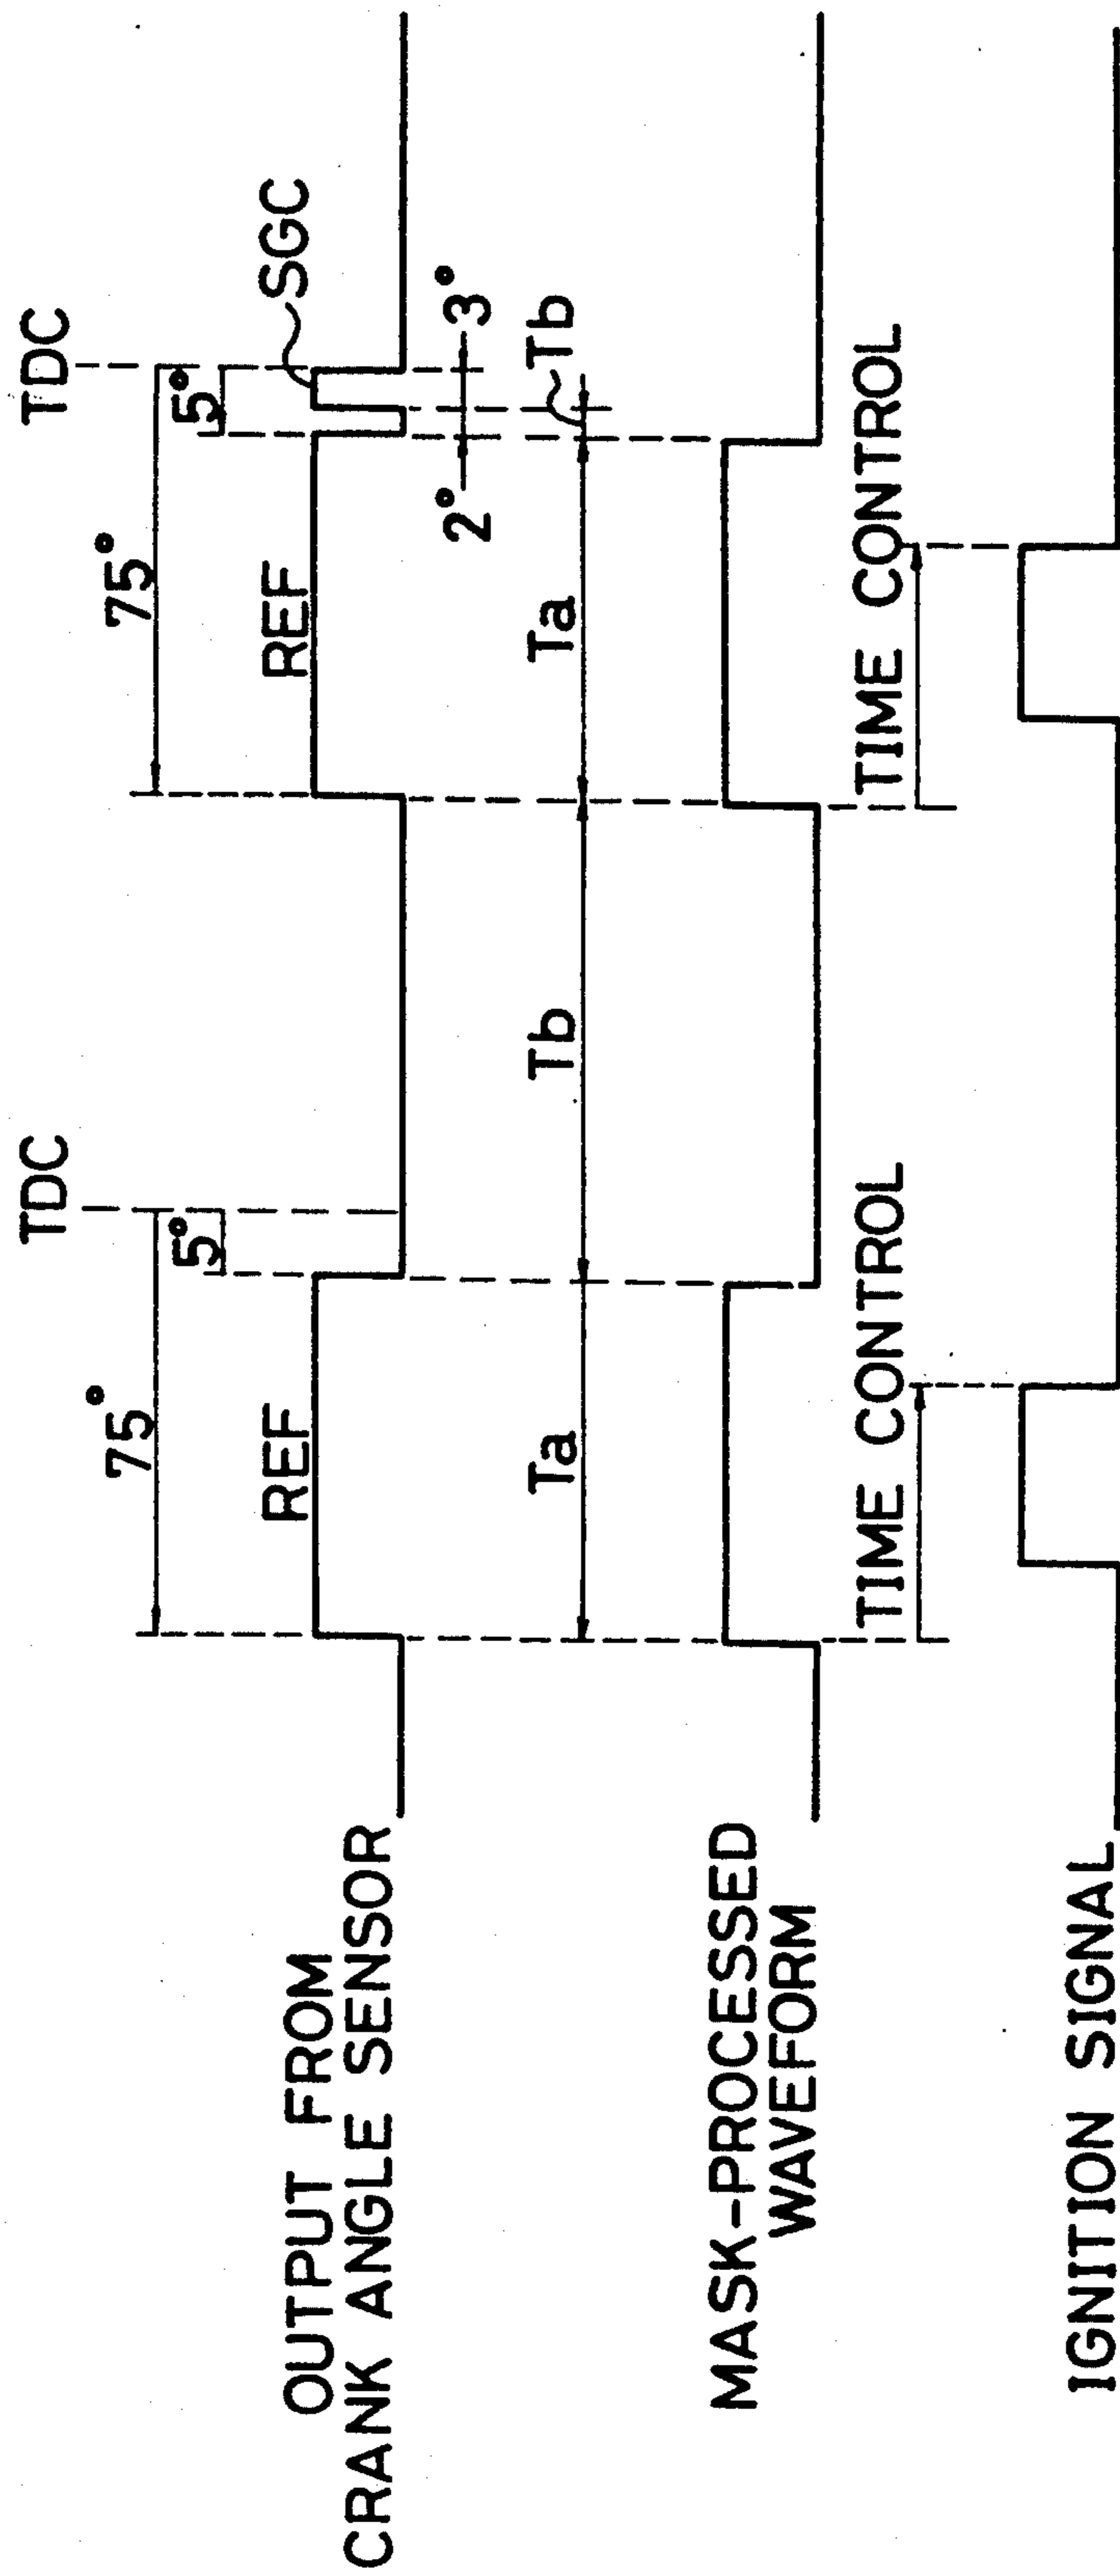 TDC
TDC
75°
75°
5°
5°
OUTPUT FROM
CRANK ANGLE SENSOR
REF
REF
SGC
2°
3°
Ta
Tb
Ta
Tb
MASK-PROCESSED
WAVEFORM
TIME CONTROL
TIME CONTROL
IGNITION SIGNAL